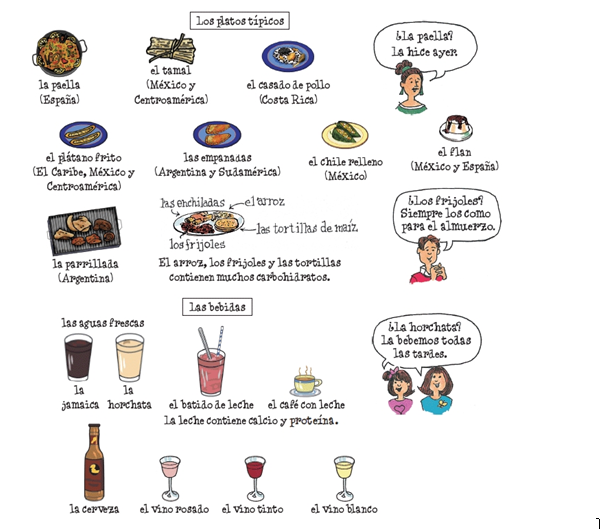 los platos típicos
la paella
(España)
el tamal
(México y
Centroamérica)
el casado de pollo
(Costa Rica)
¿La paella?
La hice ayer.
el plátano frito
(El Caribe, México y
Centroamérica)
las empanadas
(Argentina y Sudamérica)
el chile relleno
(México)
el flan
(México y España)
la parrillada
(Argentina)
las enchiladas
el arroz
las tortillas de maíz
los frijoles
El arroz, los frijoles y las tortillas
contienen muchos carbohidratos.
¿Los frijoles?
Siempre los como
para el almuerzo.
las bebidas
las aguas frescas
la
jamaica
la
horchata
el batido de leche
el café con leche
la leche contiene calcio y proteína.
¿La horchata?
La bebemos todas
las tardes.
la cerveza
el vino rosado
el vino tinto
el vino blanco